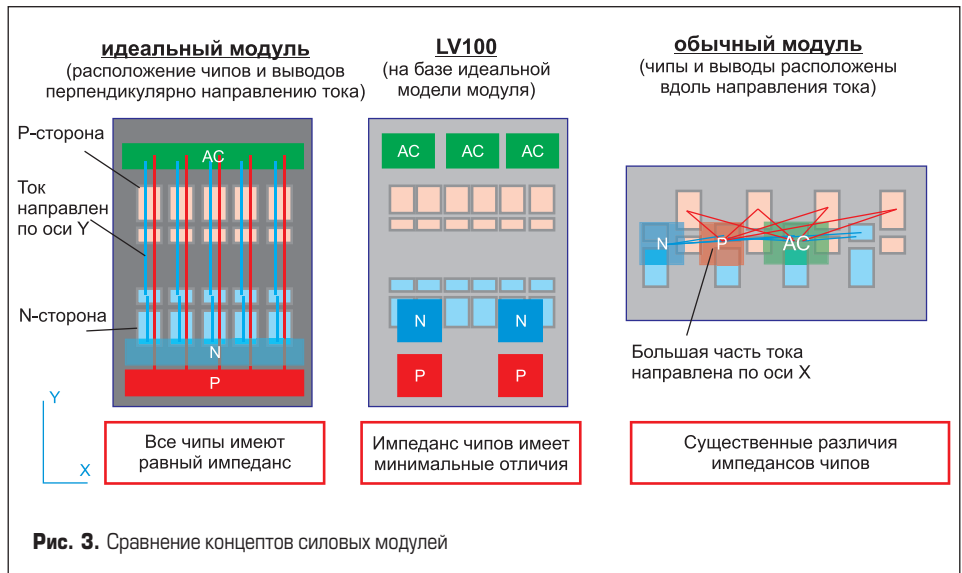 идеальный модуль
(расположение чипов и выводов
перпендикулярно направлению тока)
P-сторона
Ток
направлен
по оси Y
N-сторона
AC
N
P
Y
X
Все чипы имеют
равный импеданс
LV100
(на базе идеальной
модели модуля)
AC
AC
AC
N
N
P
P
Импеданс чипов имеет
минимальные отличия
обычный модуль
(чипы и выводы расположены
вдоль направления тока)
N
P
AC
Большая часть тока
направлена по оси X
Существенные различия
импедансов чипов
Рис. 3. Сравнение концептов силовых модулей